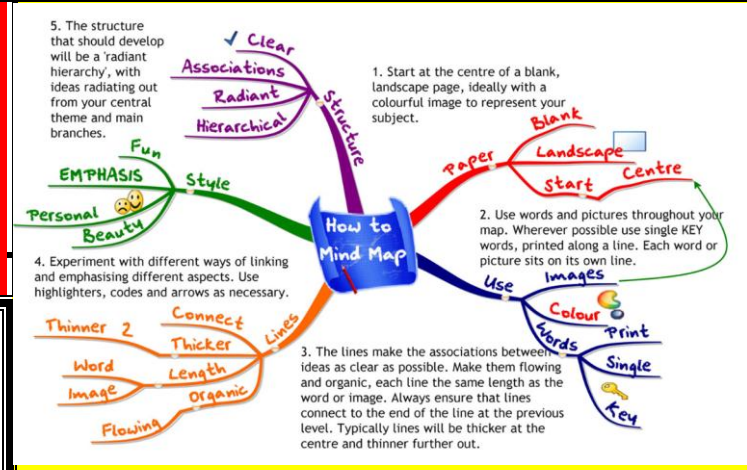 How to
Mind Map
1. Start at the centre of a blank,
landscape page, ideally with a
colourful image to represent your
subject.
Paper
Blank
Landscape
Start
Centre
2. Use words and pictures throughout your
map. Wherever possible use single KEY
words, printed along a line. Each word or
picture sits on its own line.
Use
Images
Colour
Words
Print
Single
Key
3. The lines make the associations between
ideas as clear as possible. Make them flowing
and organic, each line the same length as the
word or image. Always ensure that lines
connect to the end of the line at the previous
level. Typically lines will be thicker at the
centre and thinner further out.
Lines
Connect
Thicker
Thinner 2
Length
Word
Image
Organic
Flowing
4. Experiment with different ways of linking
and emphasising different aspects. Use
highlighters, codes and arrows as necessary.
Style
Fun
EMPHASIS
Personal
Beauty
5. The structure
that should develop
will be a 'radiant
hierarchy', with
ideas radiating out
from your central
theme and main
branches.
Structure
Clear
Associations
Radiant
Hierarchical